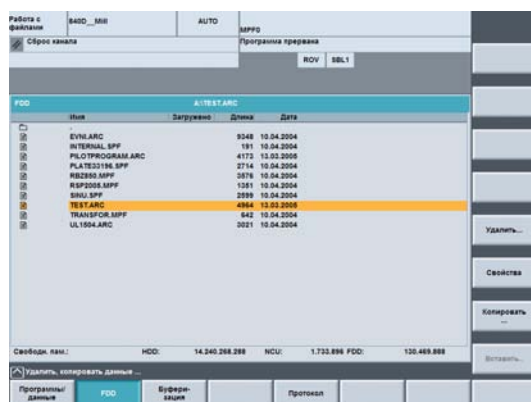 Работа с файлами 840D__Mill AUTO MPF0
Сброс канала Программа прервана
ROV SBL1
FDD A:\TEST.ARC
Имя Загружено Длина Дата
EVNI.ARC 9348 10.04.2004
INTERNAL.SPF 191 10.04.2004
PILOTPROGRAM.ARC 4173 13.03.2005
PLATE33196.SPF 2714 10.04.2004
RBZ850.MPF 3576 10.04.2004
RSP2005.MPF 1351 10.04.2004
SINU.SPF 2599 10.04.2004
TEST.ARC 4964 13.03.2005
TRANSFOR.MPF 642 10.04.2004
UL1504.ARC 3021 10.04.2004
Удалить...
Свойства
Копировать ...
Вставить...
Свободн. пам.: HDD: 14.240.268.288 NCU: 1.733.896 FDD: 130.469.888
Удалить, копировать данные ...
Программы/ данные FDD Буфери- зация Протокол